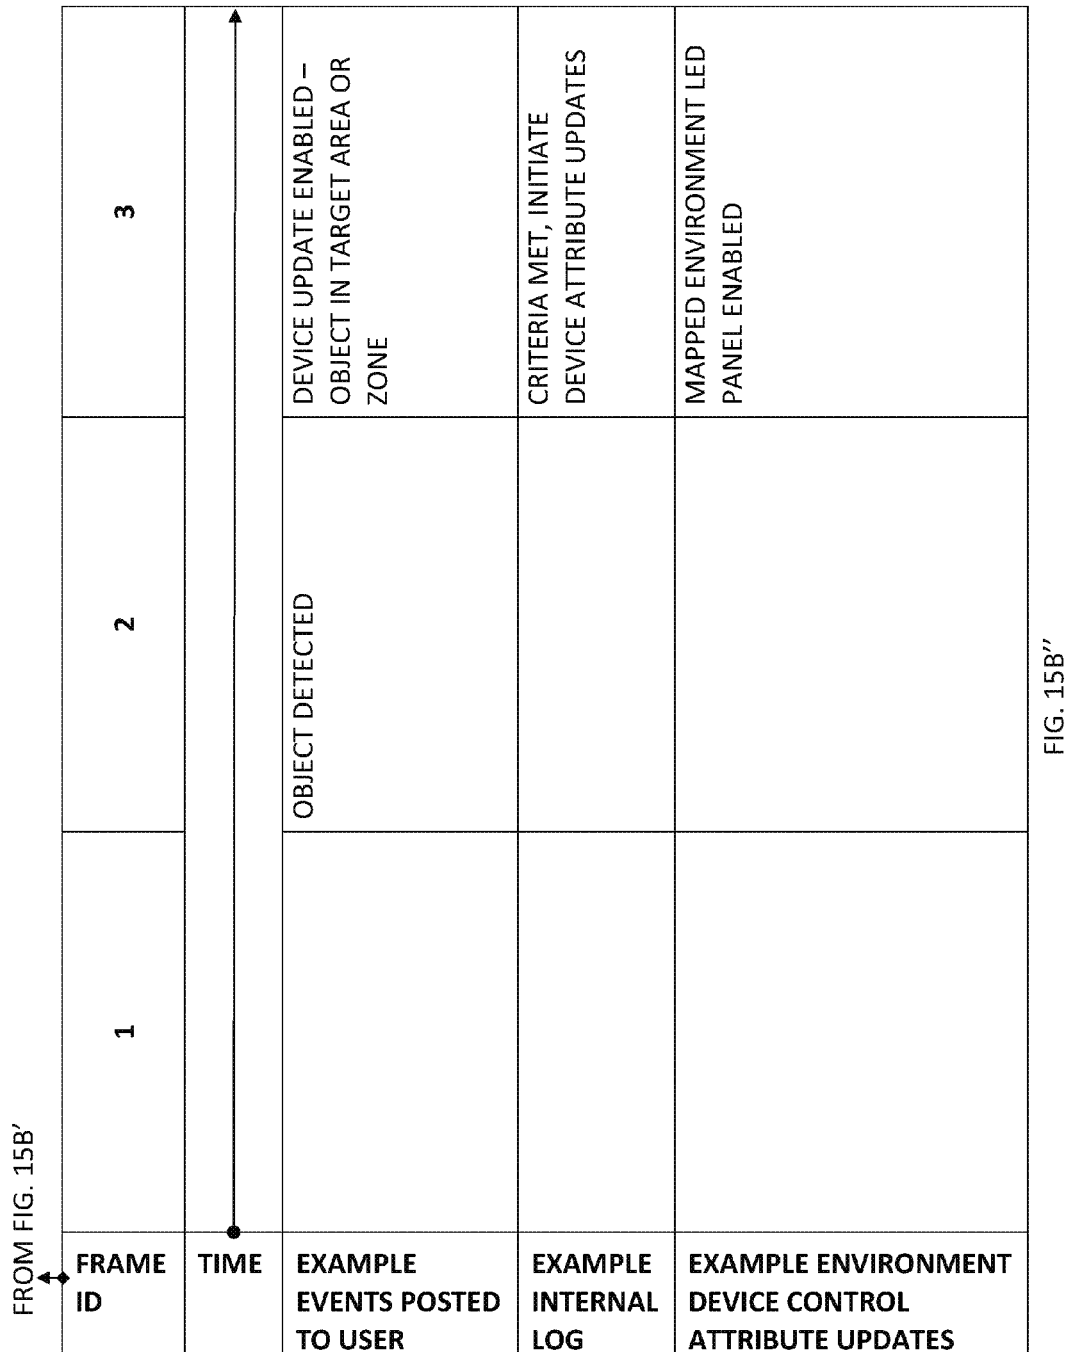 FROM FIG. 15B′
FRAME
ID
1
2
3
TIME
EXAMPLE
EVENTS POSTED
TO USER
OBJECT DETECTED
DEVICE UPDATE ENABLED –
OBJECT IN TARGET AREA OR
ZONE
EXAMPLE
INTERNAL
LOG
CRITERIA MET, INITIATE
DEVICE ATTRIBUTE UPDATES
EXAMPLE ENVIRONMENT
DEVICE CONTROL
ATTRIBUTE UPDATES
MAPPED ENVIRONMENT LED
PANEL ENABLED
FIG. 15B′′